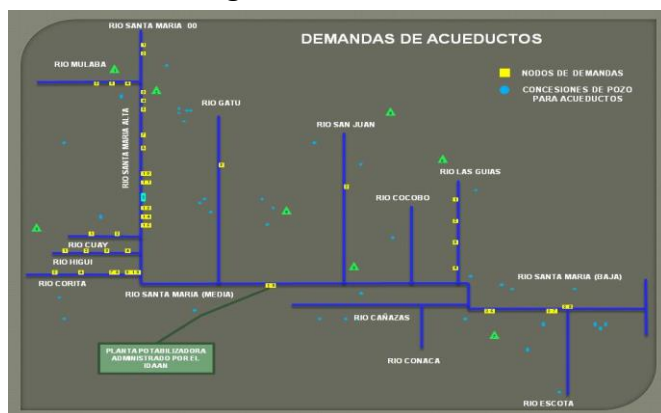 RIO SANTA MARIA 00
DEMANDAS DE ACUEDUCTOS
RIO MULABA
NODOS DE DEMANDAS
CONCESIONES DE POZO
PARA ACUEDUCTOS
RIO GATU
RIO SANTA MARIA ALTA
RIO SAN JUAN
RIO LAS GUIAS
RIO COCOBO
RIO CUAY
RIO HIGUI
RIO CORITA
RIO SANTA MARIA (MEDIA)
RIO SANTA MARIA (BAJA)
RIO CAÑAZAS
PLANTA POTABILIZADORA
ADMINISTRADO POR EL
IDAAN
RIO CONACA
RIO ESCOTA